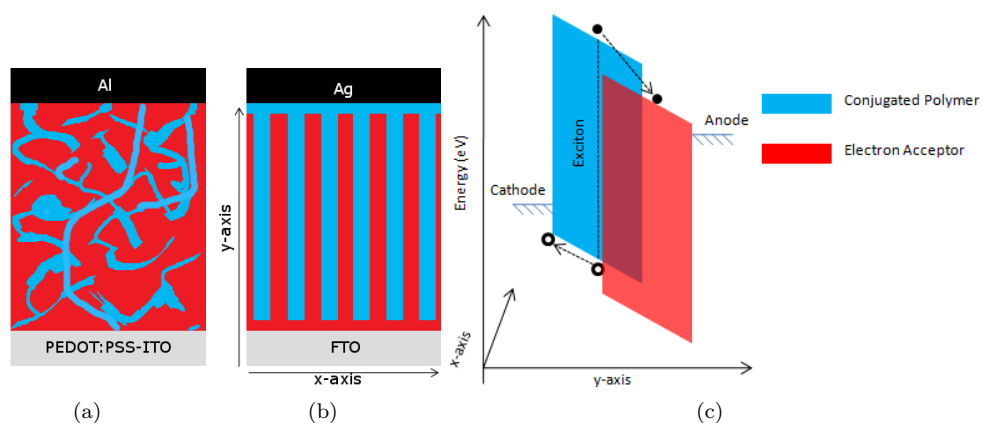 Al
PEDOT:PSS-ITO
(a)
Ag
y-axis
FTO
x-axis
(b)
Energy (eV)
Exciton
Cathode
Anode
x-axis
y-axis
(c)
Conjugated Polymer
Electron Acceptor